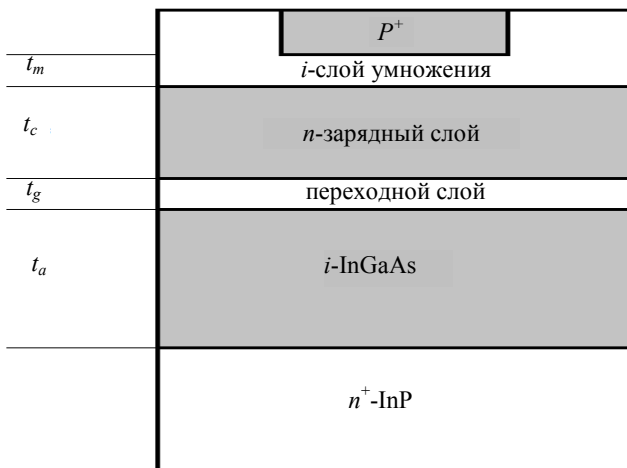 P⁺
t_m
i-слой умножения
t_c
n-зарядный слой
t_g
переходной слой
t_a
i-InGaAs
n⁺-InP